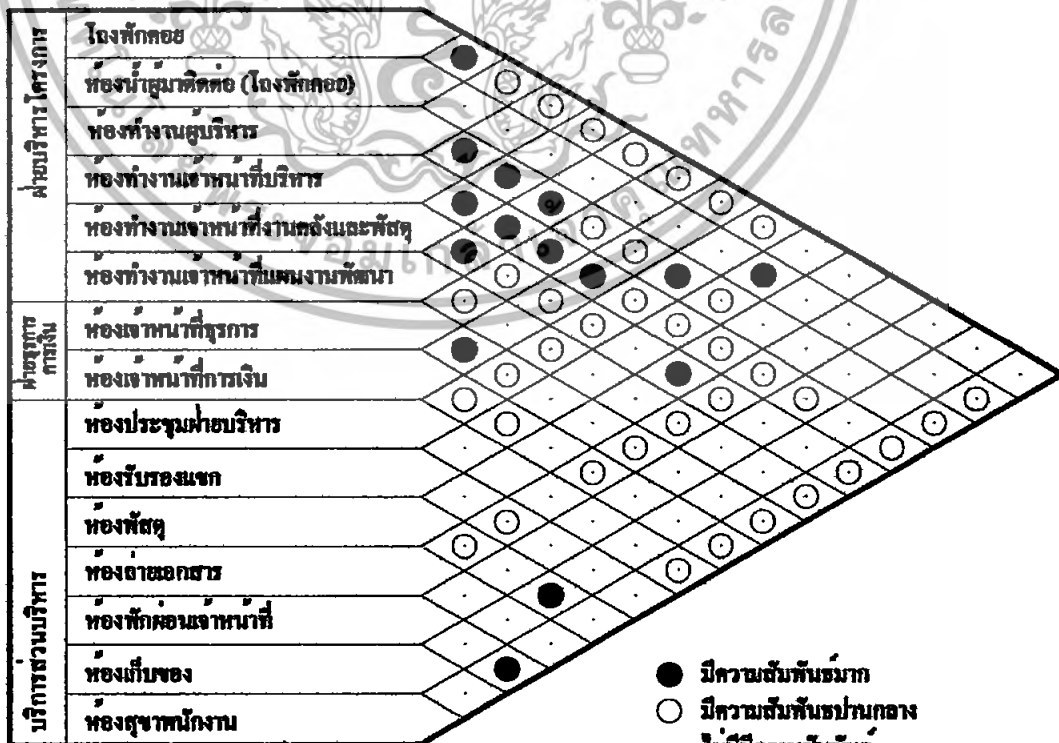 ฝ่ายบริหารโครงการ
โถงพักคอย
ห้องน้ำผู้มาติดต่อ (โถงพักคอย)
ห้องทำงานผู้บริหาร
ห้องทำงานเจ้าหน้าที่บริหาร
ห้องทำงานเจ้าหน้าที่งานคลังและพัสดุ
ห้องทำงานเจ้าหน้าที่แผนงานพัฒนา
ฝ่ายธุรการ
การเงิน
ห้องเจ้าหน้าที่ธุรการ
ห้องเจ้าหน้าที่การเงิน
บริการส่วนบริหาร
ห้องประชุมฝ่ายบริหาร
ห้องรับรองแขก
ห้องพัสดุ
ห้องถ่ายเอกสาร
ห้องพักผ่อนเจ้าหน้าที่
ห้องเก็บของ
ห้องสุขาพนักงาน
มีความสัมพันธ์มาก
มีความสัมพันธ์ปานกลาง